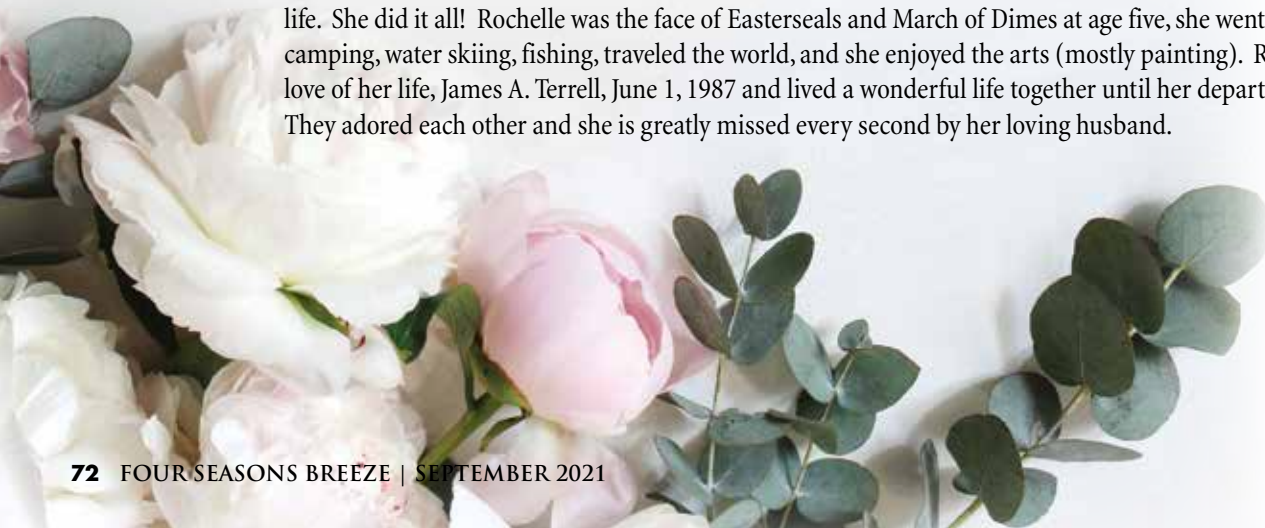 life. She did it all! Rochelle was the face of Easterseals and March of Dimes at age five, she went
camping, water skiing, fishing, traveled the world, and she enjoyed the arts (mostly painting). R
love of her life, James A. Terrell, June 1, 1987 and lived a wonderful life together until her depart
They adored each other and she is greatly missed every second by her loving husband.
72 FOUR SEASONS BREEZE | SEPTEMBER 2021